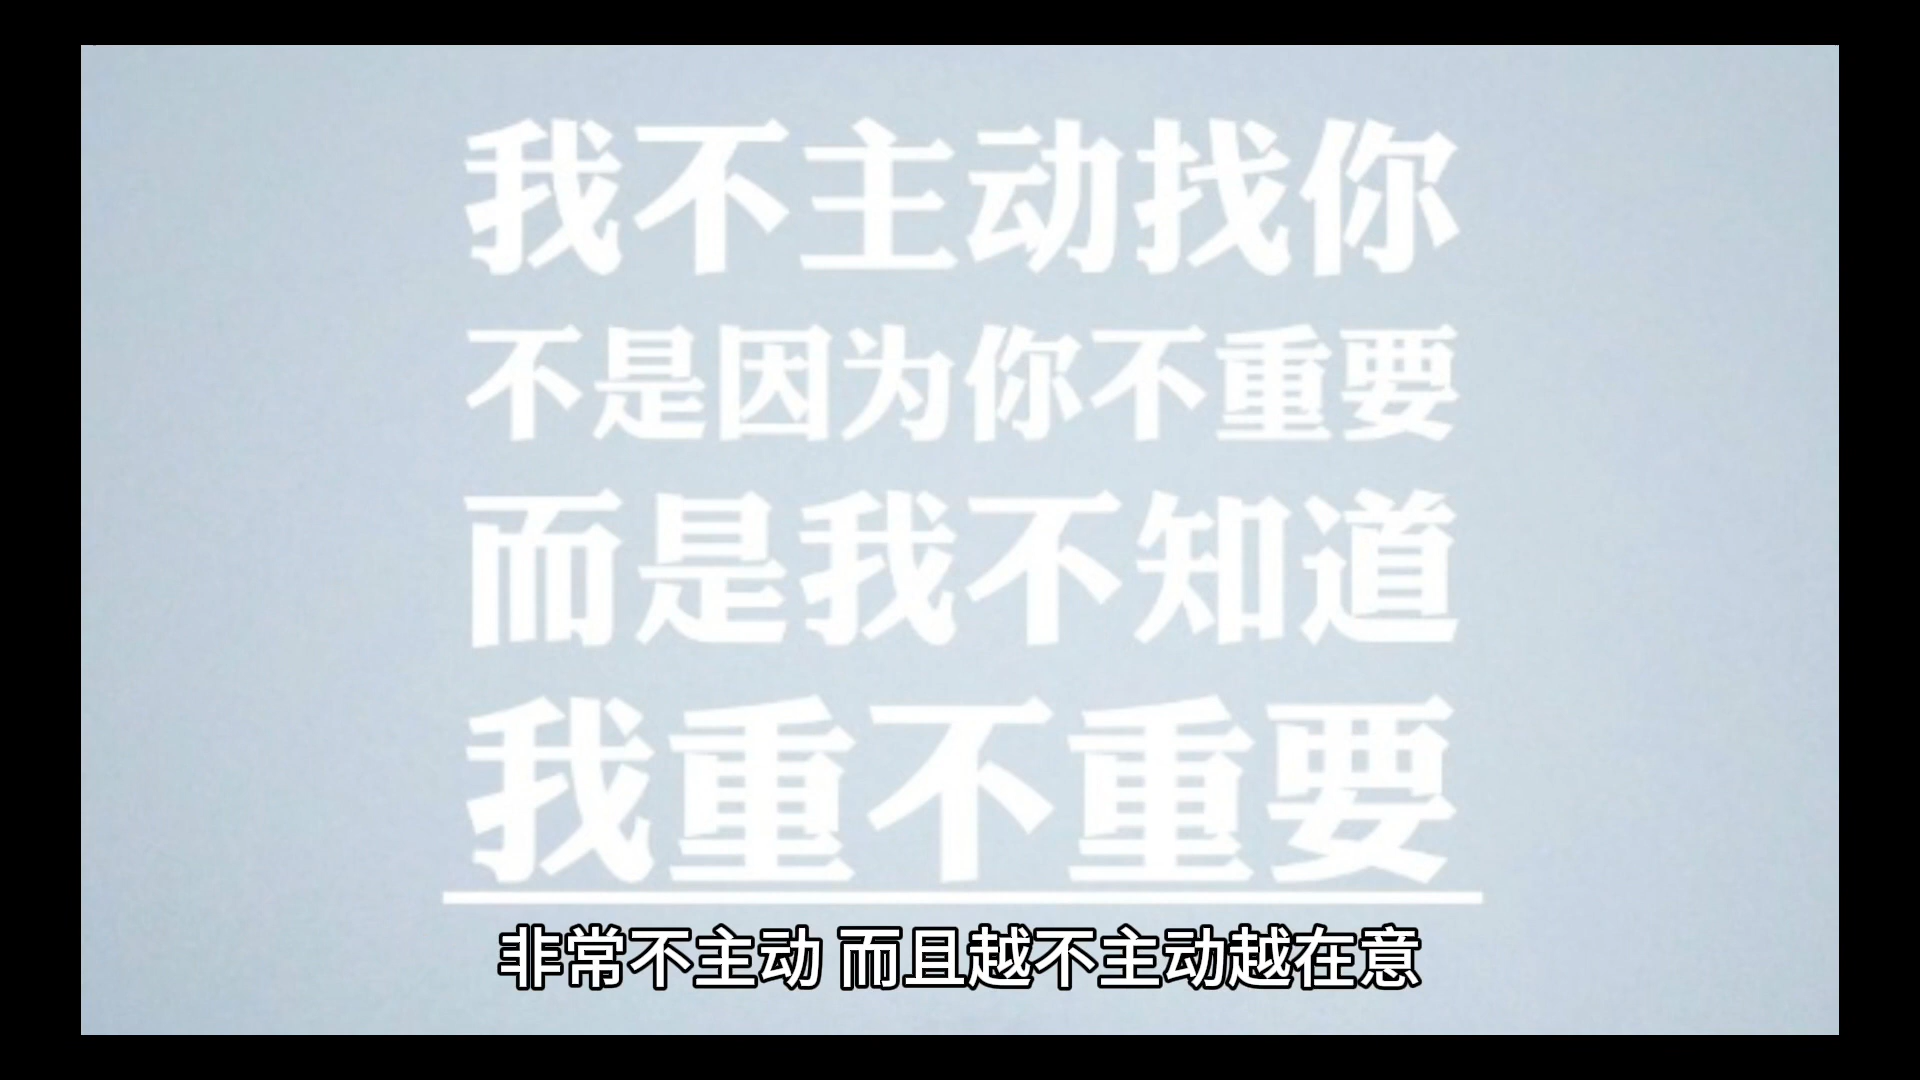 我不主动找你
不是因为你不重要
而是我不知道
我重不重要
非常不主动 而且越不主动越在意